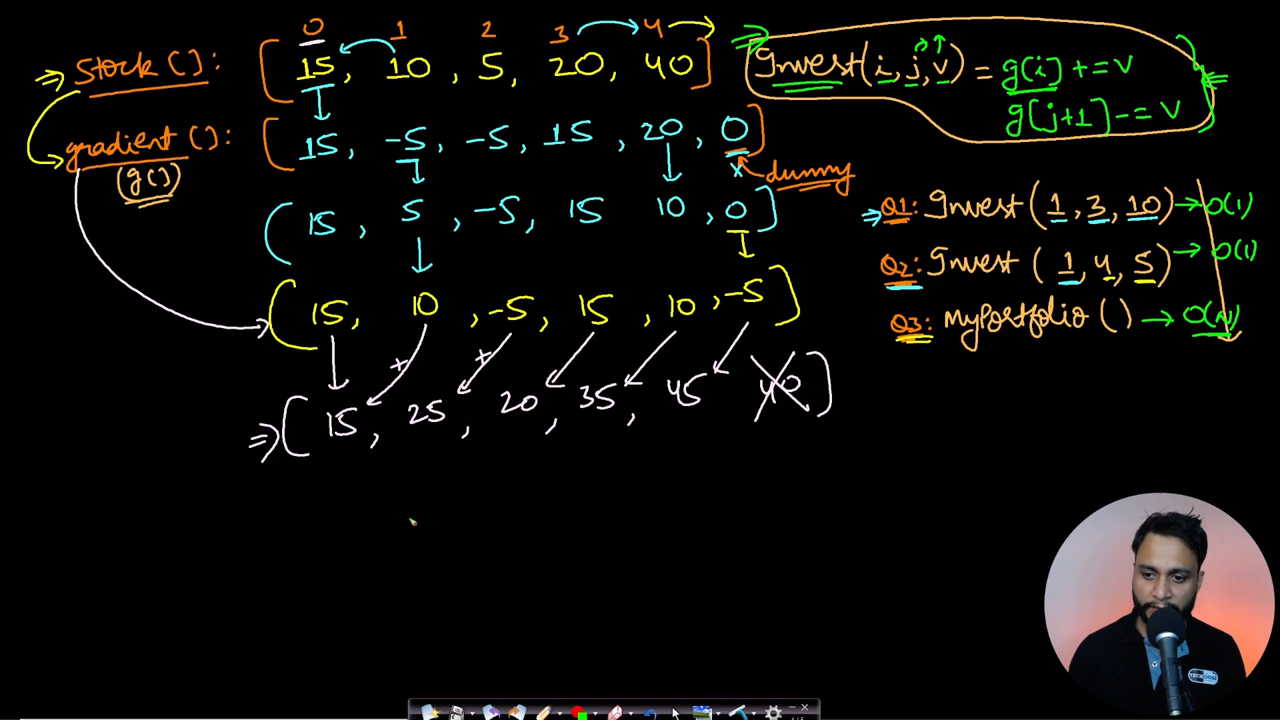 0 1 2 3 4
⇒ Stock[]: [15, 10, 5, 20, 40]
gradient[]: [15, -5, -5, 15, 20, 0]
(g[]) x dummy
[15, 5, -5, 15 10, 0]
[15, 10, -5, 15, 10, -5]
+ +
⇒ [15, 25, 20, 35, 45 40]
⇒ Invest(i, j, v) = g[i] += v
g[j+1] -= v
⇒ Q1: Invest (1, 3, 10) → O(1)
Q2: Invest (1, 4, 5) → O(1)
Q3: MyPortfolio () → O(N)